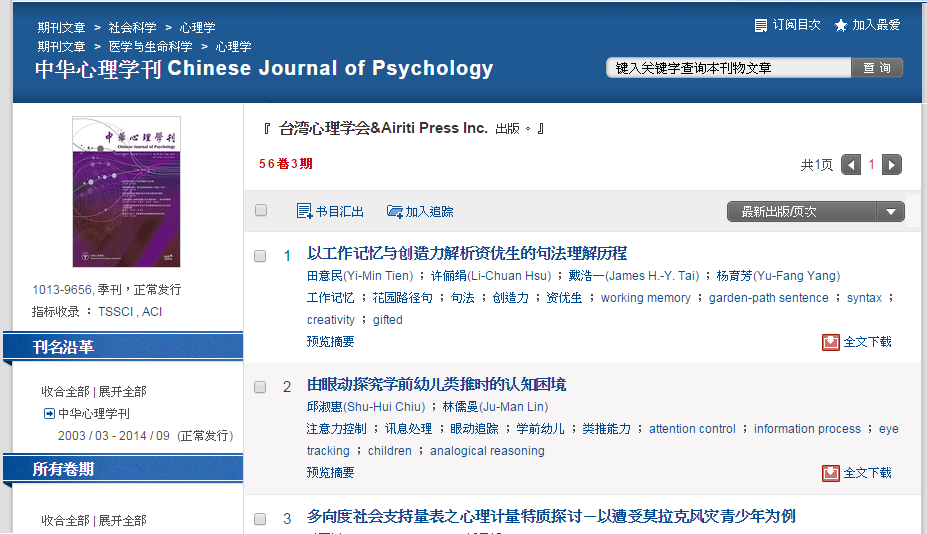 期刊文章 > 社会科学 > 心理学
期刊文章 > 医学与生命科学 > 心理学
中华心理学刊 Chinese Journal of Psychology
订阅目次 加入最爱
键入关键学查询本刊物文章 查 询
中華心理學刊
Chinese Journal of Psychology
1013-9656, 季刊，正常发行
指标收录 ： TSSCI , ACI
刊名沿革
收合全部 | 展开全部
中华心理学刊
2003 / 03 - 2014 / 09 (正常发行)
所有卷期
收合全部 | 展开全部
『 台湾心理学会&Airiti Press Inc. 出版。』
56卷3期
共1页 1
书目汇出 加入追踪 最新出版/页次
1 以工作记忆与创造力解析资优生的句法理解历程
田意民(Yi-Min Tien) ； 许俪绢(Li-Chuan Hsu) ； 戴浩一(James H.-Y. Tai) ； 杨育芳(Yu-Fang Yang)
工作记忆 ； 花园路径句 ； 句法 ； 创造力 ； 资优生 ； working memory ； garden-path sentence ； syntax ；
creativity ； gifted
预览摘要 全文下载
2 由眼动探究学前幼儿类推时的认知困境
邱淑惠(Shu-Hui Chiu) ； 林儒曼(Ju-Man Lin)
注意力控制 ； 讯息处理 ； 眼动追踪 ； 学前幼儿 ； 类推能力 ； attention control ； information process ； eye
tracking ； children ； analogical reasoning
预览摘要 全文下载
3 多向度社会支持量表之心理计量特质探讨－以遭受莫拉克风灾青少年为例